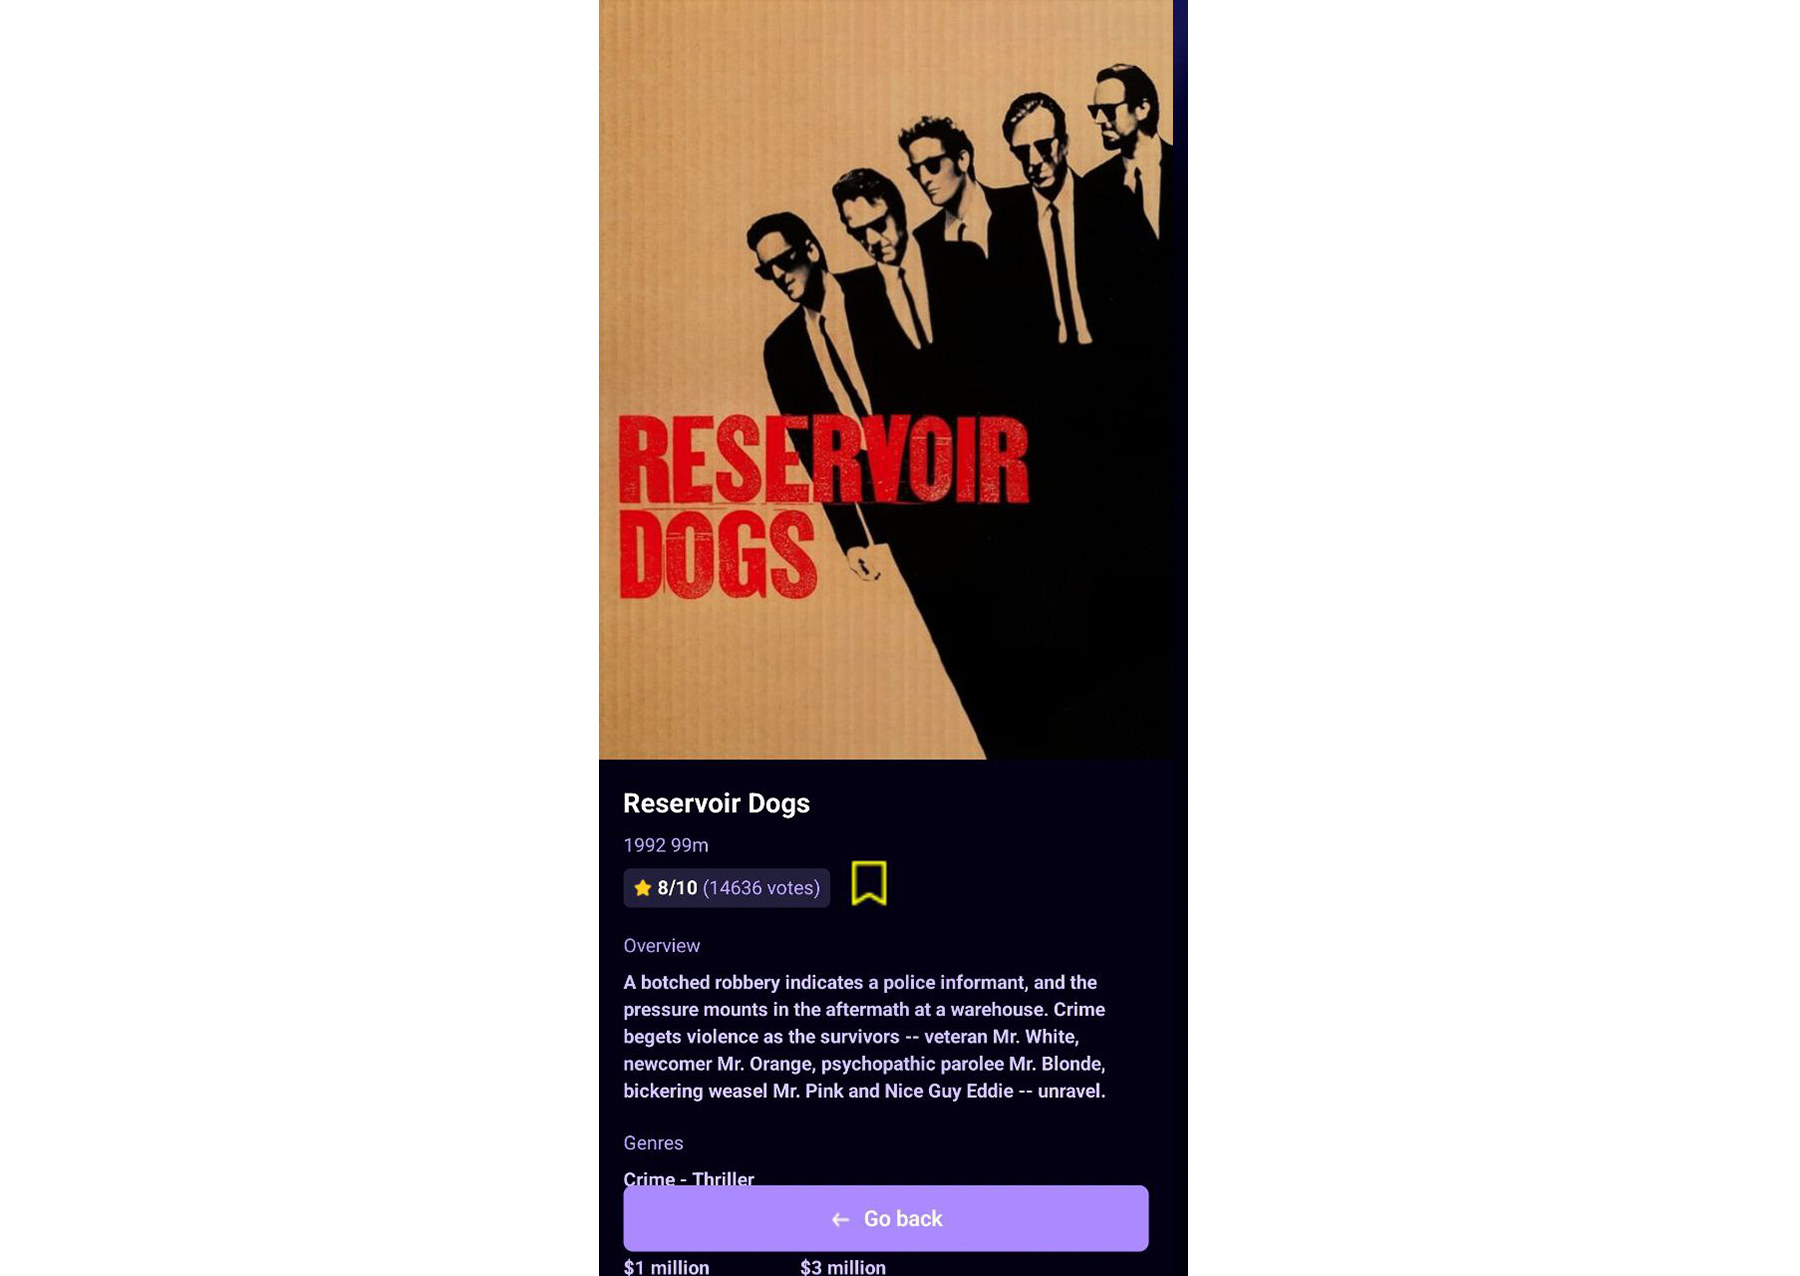 RESERVOIR
DOGS
Reservoir Dogs
1992 99m
8/10 (14636 votes)
Overview
A botched robbery indicates a police informant, and the
pressure mounts in the aftermath at a warehouse. Crime
begets violence as the survivors -- veteran Mr. White,
newcomer Mr. Orange, psychopathic parolee Mr. Blonde,
bickering weasel Mr. Pink and Nice Guy Eddie -- unravel.
Genres
Crime - Thriller
← Go back
$1 million $3 million